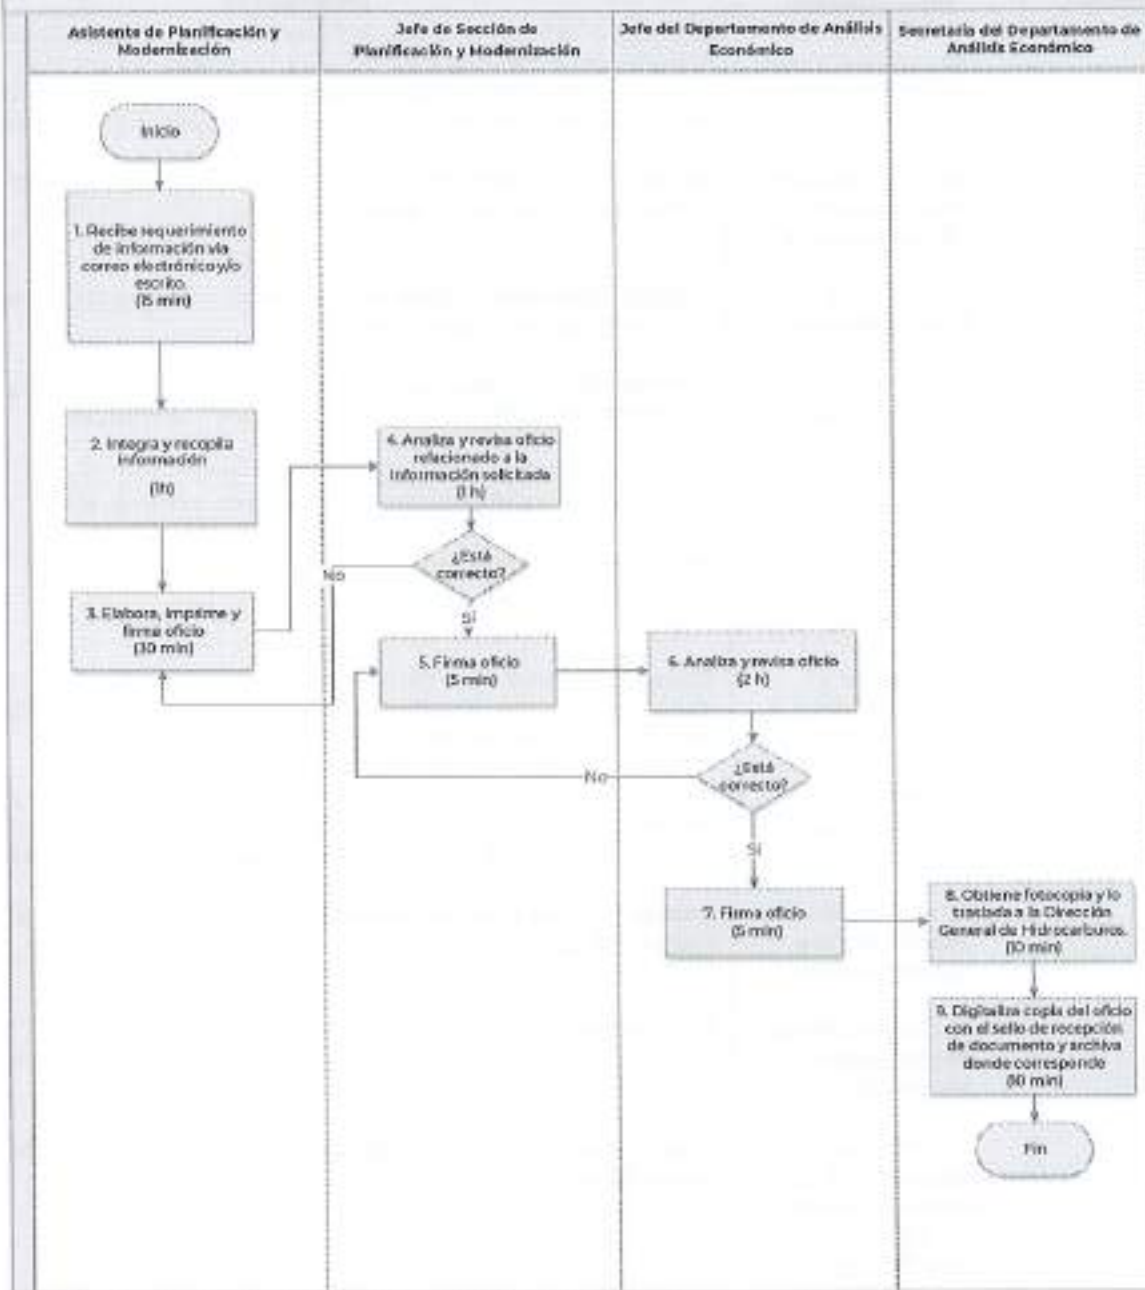 Asistente de Planificación y
Modernización
Jefe de Sección de
Planificación y Modernización
Jefe del Departamento de Análisis
Económico
Secretaria del Departamento de
Análisis Económico
Inicio
1. Recibe requerimiento
de información vía
correo electrónico y/o
escrito.
(15 min)
2. Integra y recopila
información
(1h)
3. Elabora, imprime y
firma oficio
(30 min)
4. Analiza y revisa oficio
relacionado a la
información solicitada
(1 h)
¿Está
correcto?
No
Sí
5. Firma oficio
(5 min)
6. Analiza y revisa oficio
(2 h)
¿Está
correcto?
No
Sí
7. Firma oficio
(5 min)
8. Obtiene fotocopia y lo
traslada a la Dirección
General de Hidrocarburos.
(10 min)
9. Digitaliza copia del oficio
con el sello de recepción
de documento y archiva
donde corresponde
(10 min)
Fin